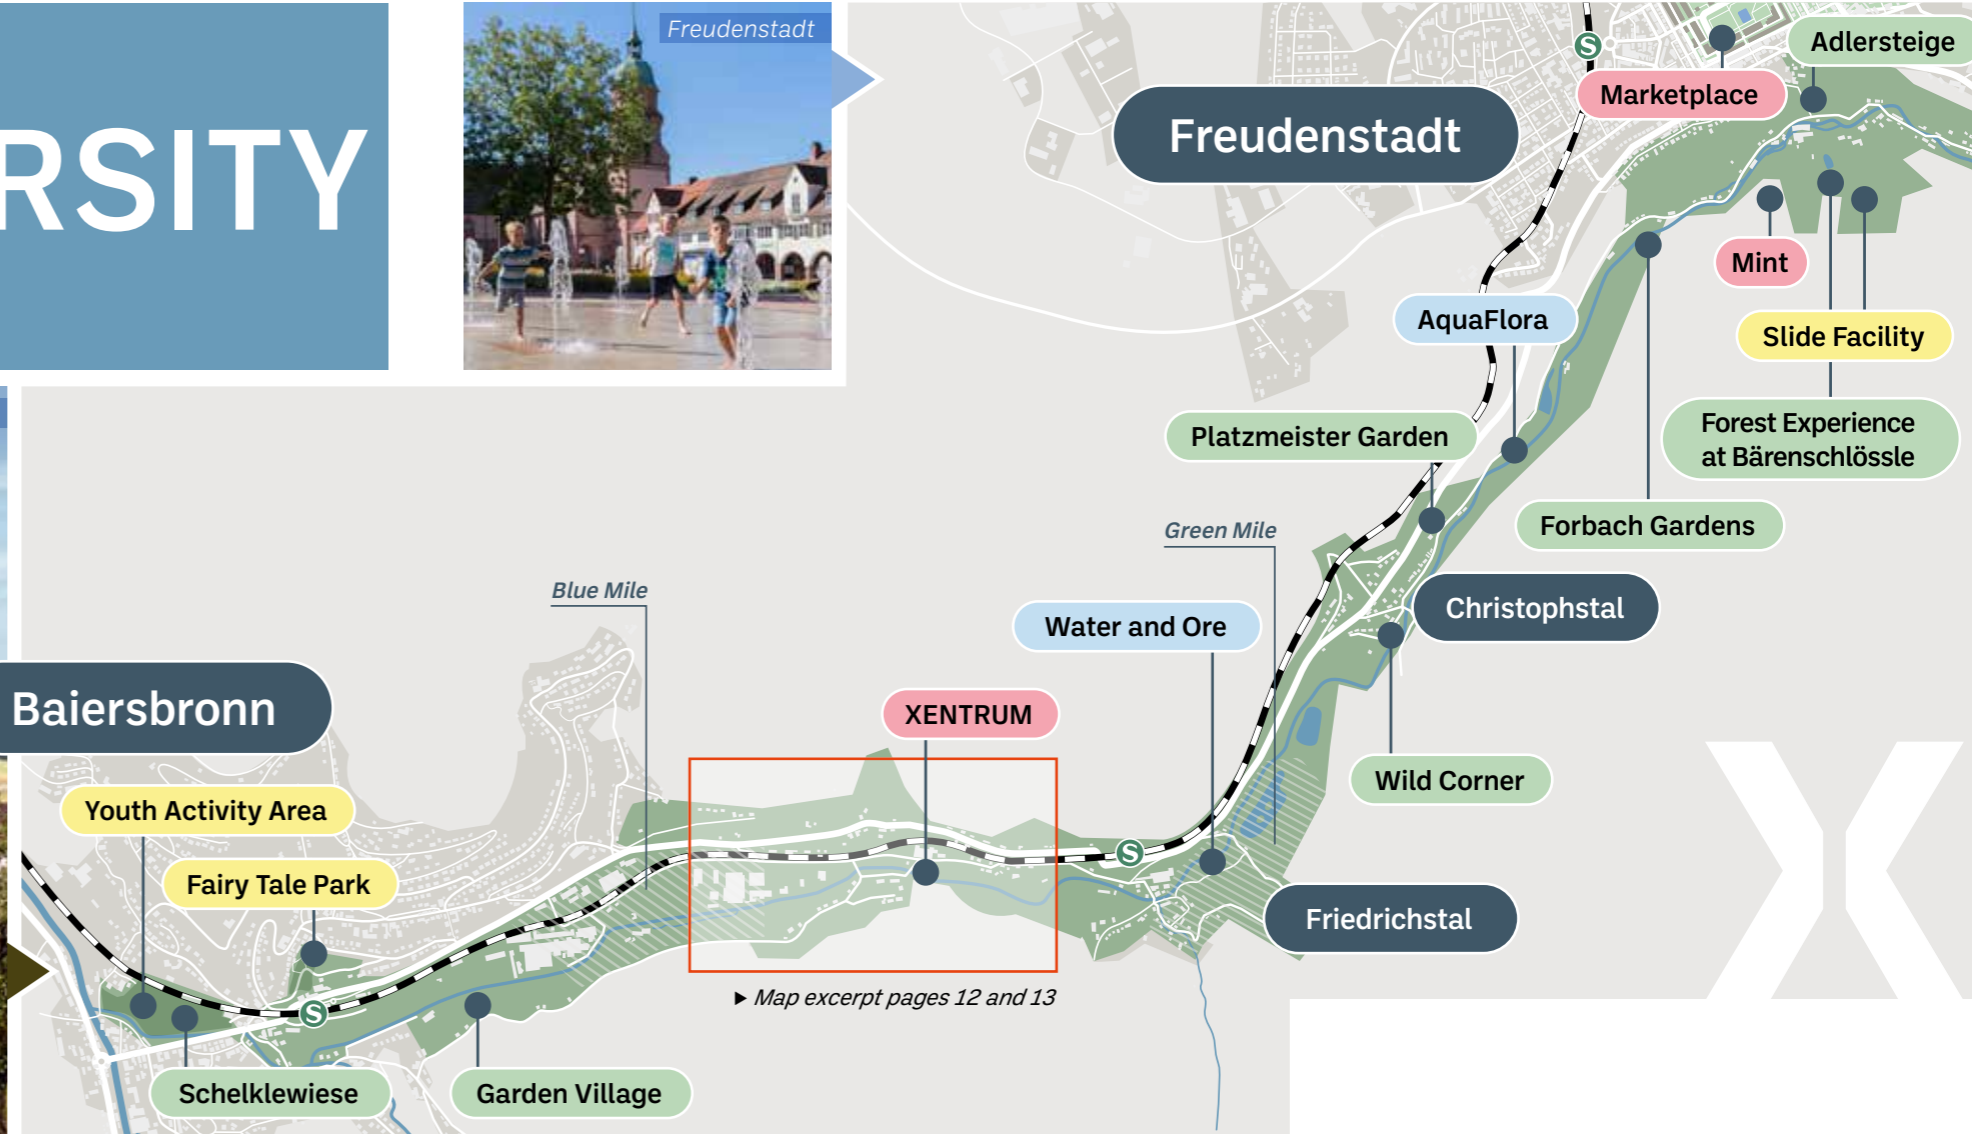 RSITY
Freudenstadt
Adlersteige
Marketplace
Freudenstadt
Mint
AquaFlora
Slide Facility
Platzmeister Garden
Forest Experience
at Bärenschlössle
Forbach Gardens
Green Mile
Blue Mile
Christophstal
Water and Ore
Baiersbronn
XENTRUM
Wild Corner
Youth Activity Area
Fairy Tale Park
Friedrichstal
▶ Map excerpt pages 12 and 13
Schelklewiese
Garden Village
S
S
S